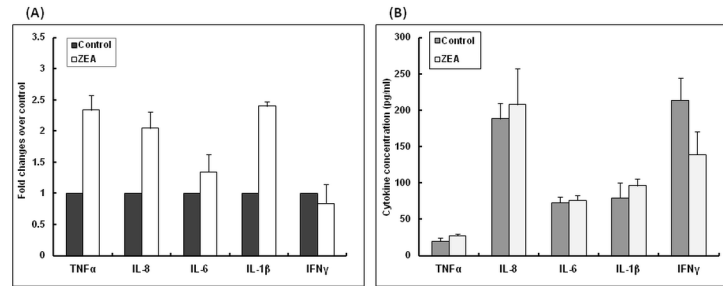 (A)
Fold changes over control
3.5
3
2.5
2
1.5
1
0.5
0
Control
ZEA
TNFα IL-8 IL-6 IL-1β IFNγ
(B)
Cytokine concentration (pg/ml)
300
250
200
150
100
50
0
Control
ZEA
TNFα IL-8 IL-6 IL-1β IFNγ